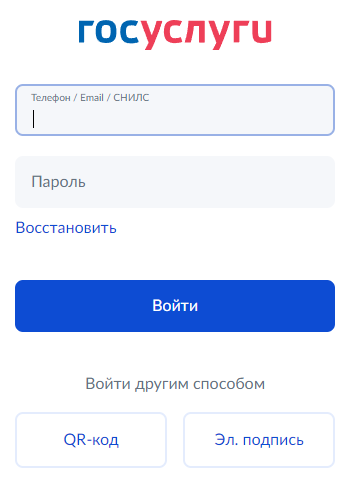 госуслуги
Телефон / Email / СНИЛС
Пароль
Восстановить
Войти
Войти другим способом
QR-код
Эл. подпись